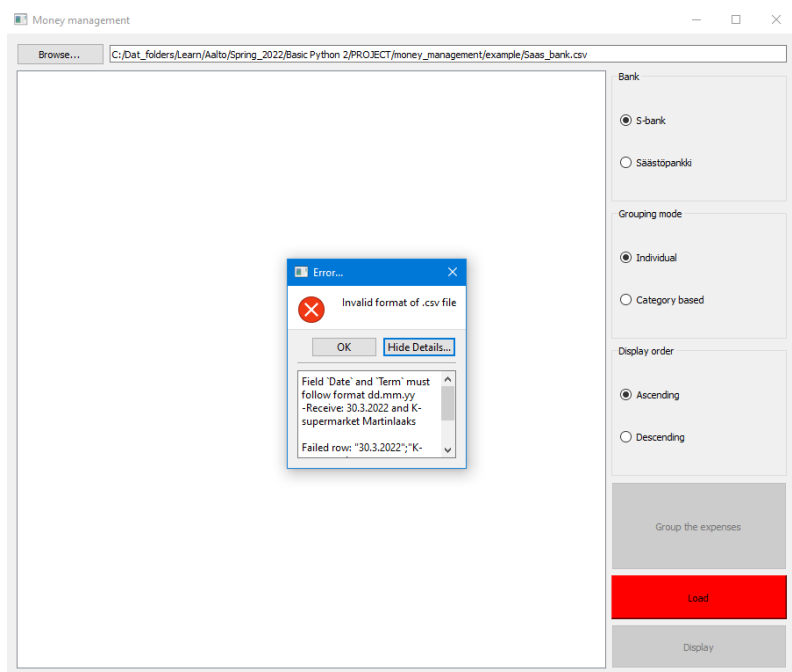 Money management
Browse...
C:/Dat_folders/Learn/Aalto/Spring_2022/Basic Python 2/PROJECT/money_management/example/Saas_bank.csv
Bank
S-bank
Säästöpankki
Grouping mode
Individual
Category based
Display order
Ascending
Descending
Group the expenses
Load
Display
Error...
Invalid format of .csv file
OK
Hide Details...
Field `Date` and `Term` must
follow format dd.mm.yy
-Receive: 30.3.2022 and K-
supermarket Martinlaaks
Failed row: "30.3.2022";"K-